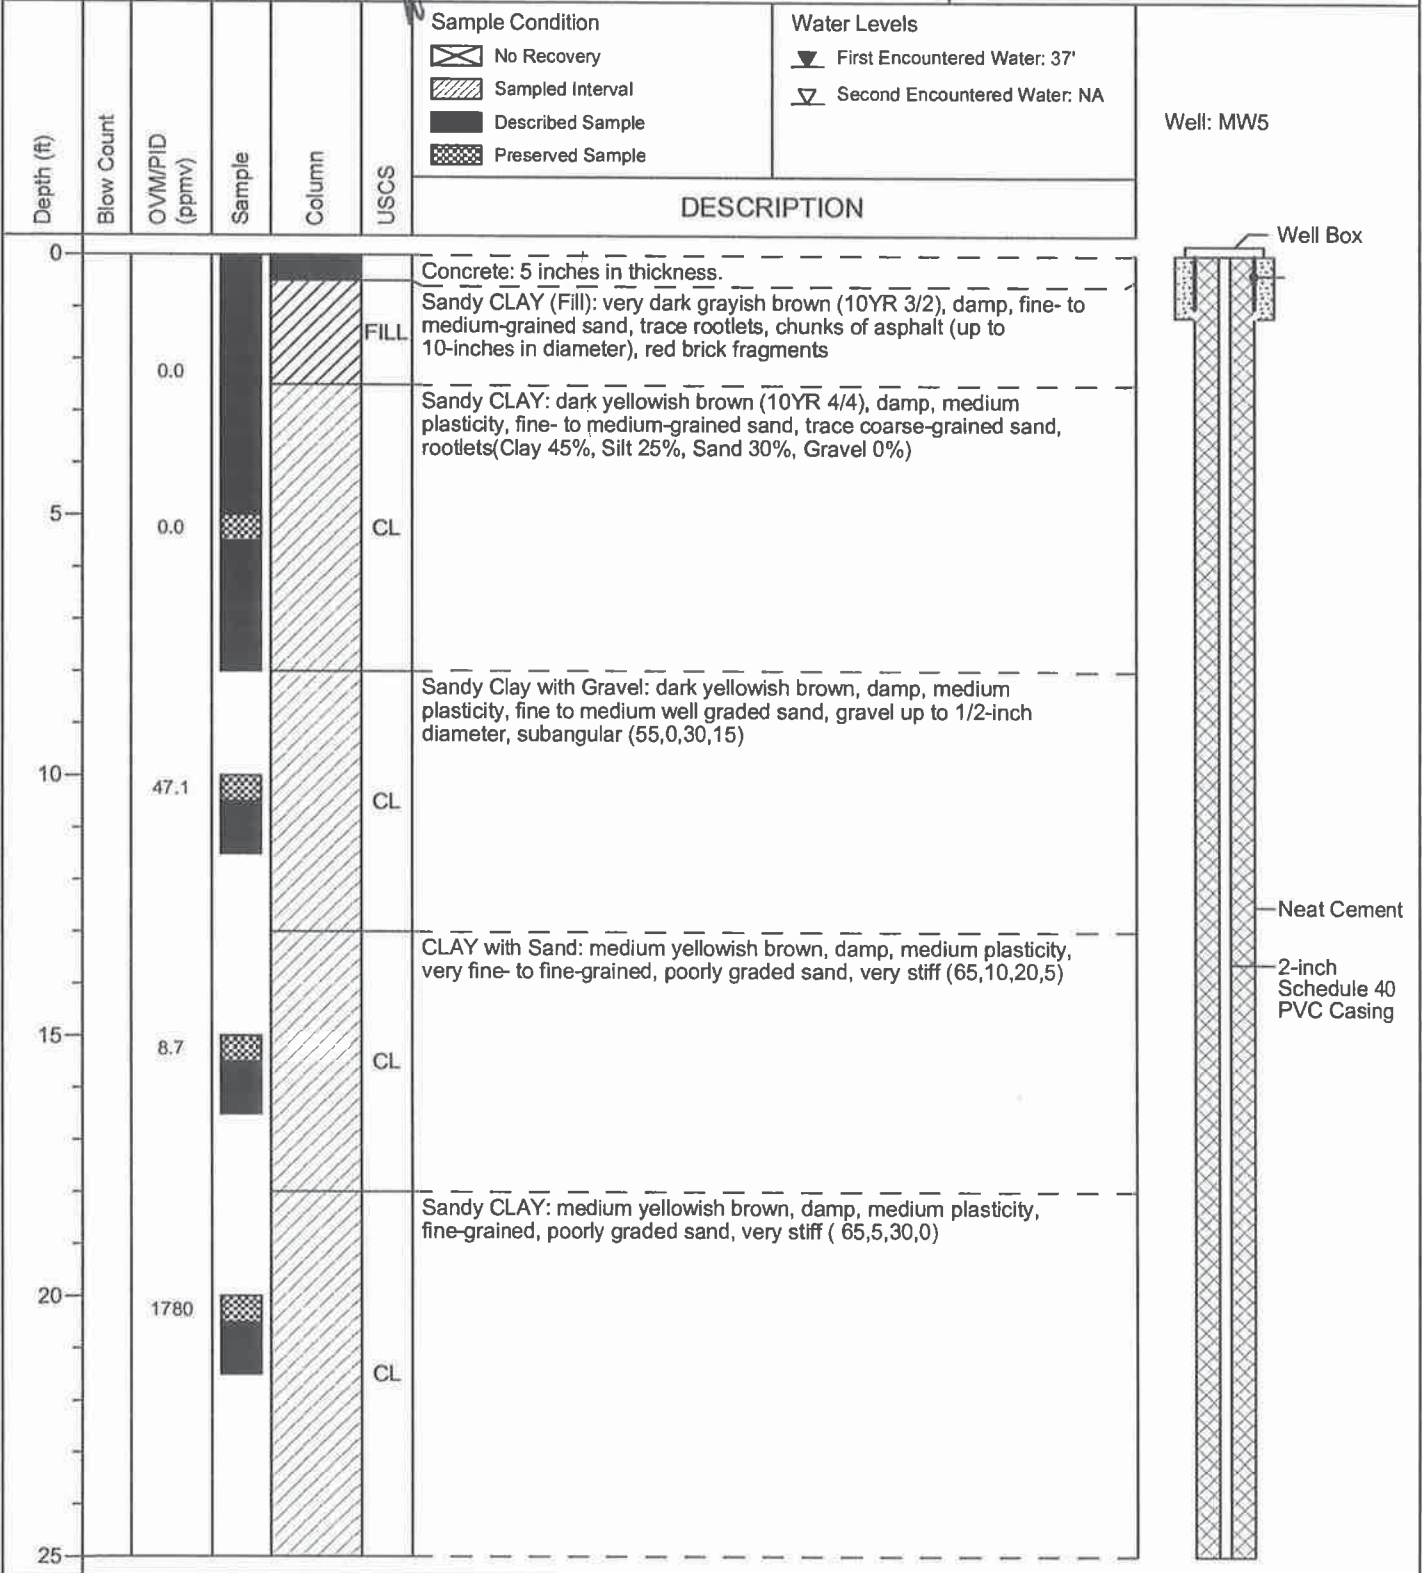 Sample Condition
No Recovery
Sampled Interval
Described Sample
Preserved Sample
Water Levels
First Encountered Water: 37'
Second Encountered Water: NA
Well: MW5
Depth (ft)
Blow Count
OVM/PID
(ppmv)
Sample
Column
USCS
DESCRIPTION
Well Box
0
Concrete: 5 inches in thickness.
Sandy CLAY (Fill): very dark grayish brown (10YR 3/2), damp, fine- to
medium-grained sand, trace rootlets, chunks of asphalt (up to
10-inches in diameter), red brick fragments
FILL
0.0
Sandy CLAY: dark yellowish brown (10YR 4/4), damp, medium
plasticity, fine- to medium-grained sand, trace coarse-grained sand,
rootlets(Clay 45%, Silt 25%, Sand 30%, Gravel 0%)
5
0.0
CL
Sandy Clay with Gravel: dark yellowish brown, damp, medium
plasticity, fine to medium well graded sand, gravel up to 1/2-inch
diameter, subangular (55,0,30,15)
10
47.1
CL
Neat Cement
CLAY with Sand: medium yellowish brown, damp, medium plasticity,
very fine- to fine-grained, poorly graded sand, very stiff (65,10,20,5)
2-inch
Schedule 40
PVC Casing
15
8.7
CL
Sandy CLAY: medium yellowish brown, damp, medium plasticity,
fine-grained, poorly graded sand, very stiff ( 65,5,30,0)
20
1780
CL
25